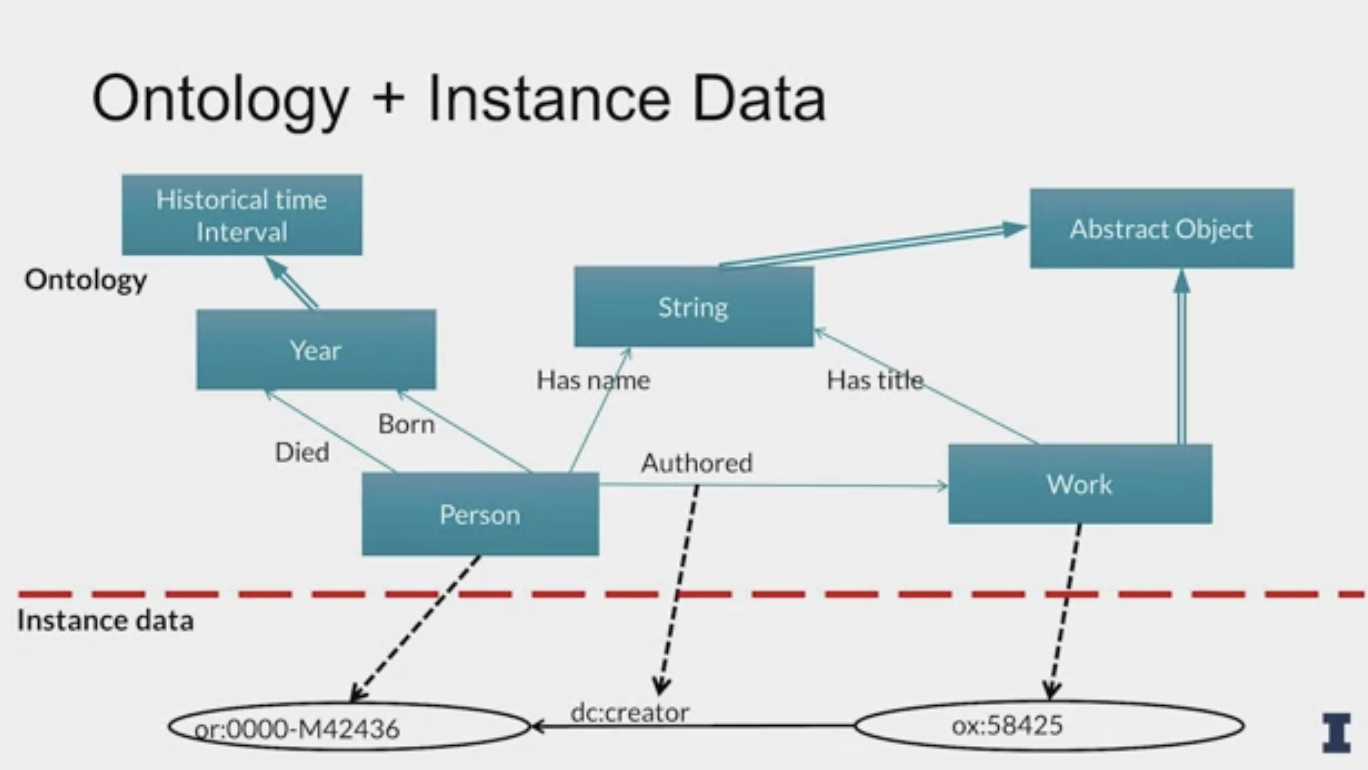 Ontology + Instance Data
Historical time
Interval
Abstract Object
Ontology
String
Year
Has name
Has title
Born
Died
Authored
Person
Work
Instance data
or:0000-M42436
dc:creator
ox:58425
I